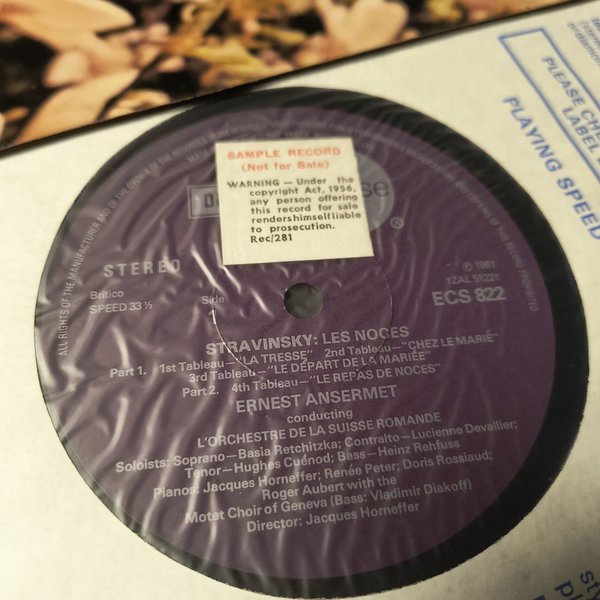 PLEASE CHE
LABEL
PLAYING SPEED
ALL RIGHTS OF THE MANUFACTURER AND OF THE OWNER OF THE RECORDED WORK
PROHIBITED
SAMPLE RECORD
(Not for Sale)
WARNING — Under the
copyright Act, 1956,
any person offering
this record for sale
renders himself liable
to prosecution.
Rec/281
se
®
STEREO
℗ 1961
Britico
Side
ZAL 5122
SPEED 33⅓
1
ECS 822
STRAVINSKY: LES NOCES
Part 1. 1st Tableau—"LA TRESSE" 2nd Tableau—"CHEZ LE MARIÉ"
3rd Tableau—"LE DÉPART DE LA MARIÉE"
Part 2. 4th Tableau—"LE REPAS DE NOCES"
ERNEST ANSERMET
conducting
L'ORCHESTRE DE LA SUISSE ROMANDE
Soloists: Soprano—Basia Retchitzka; Contralto—Lucienne Devallier;
Tenor—Hughes Cuénod; Bass—Heinz Rehfuss
Pianos: Jacques Horneffer; Renée Peter; Doris Rossiaud;
Roger Aubert with the
Motet Choir of Geneva (Bass: Vladimir Diakoff)
Director: Jacques Horneffer